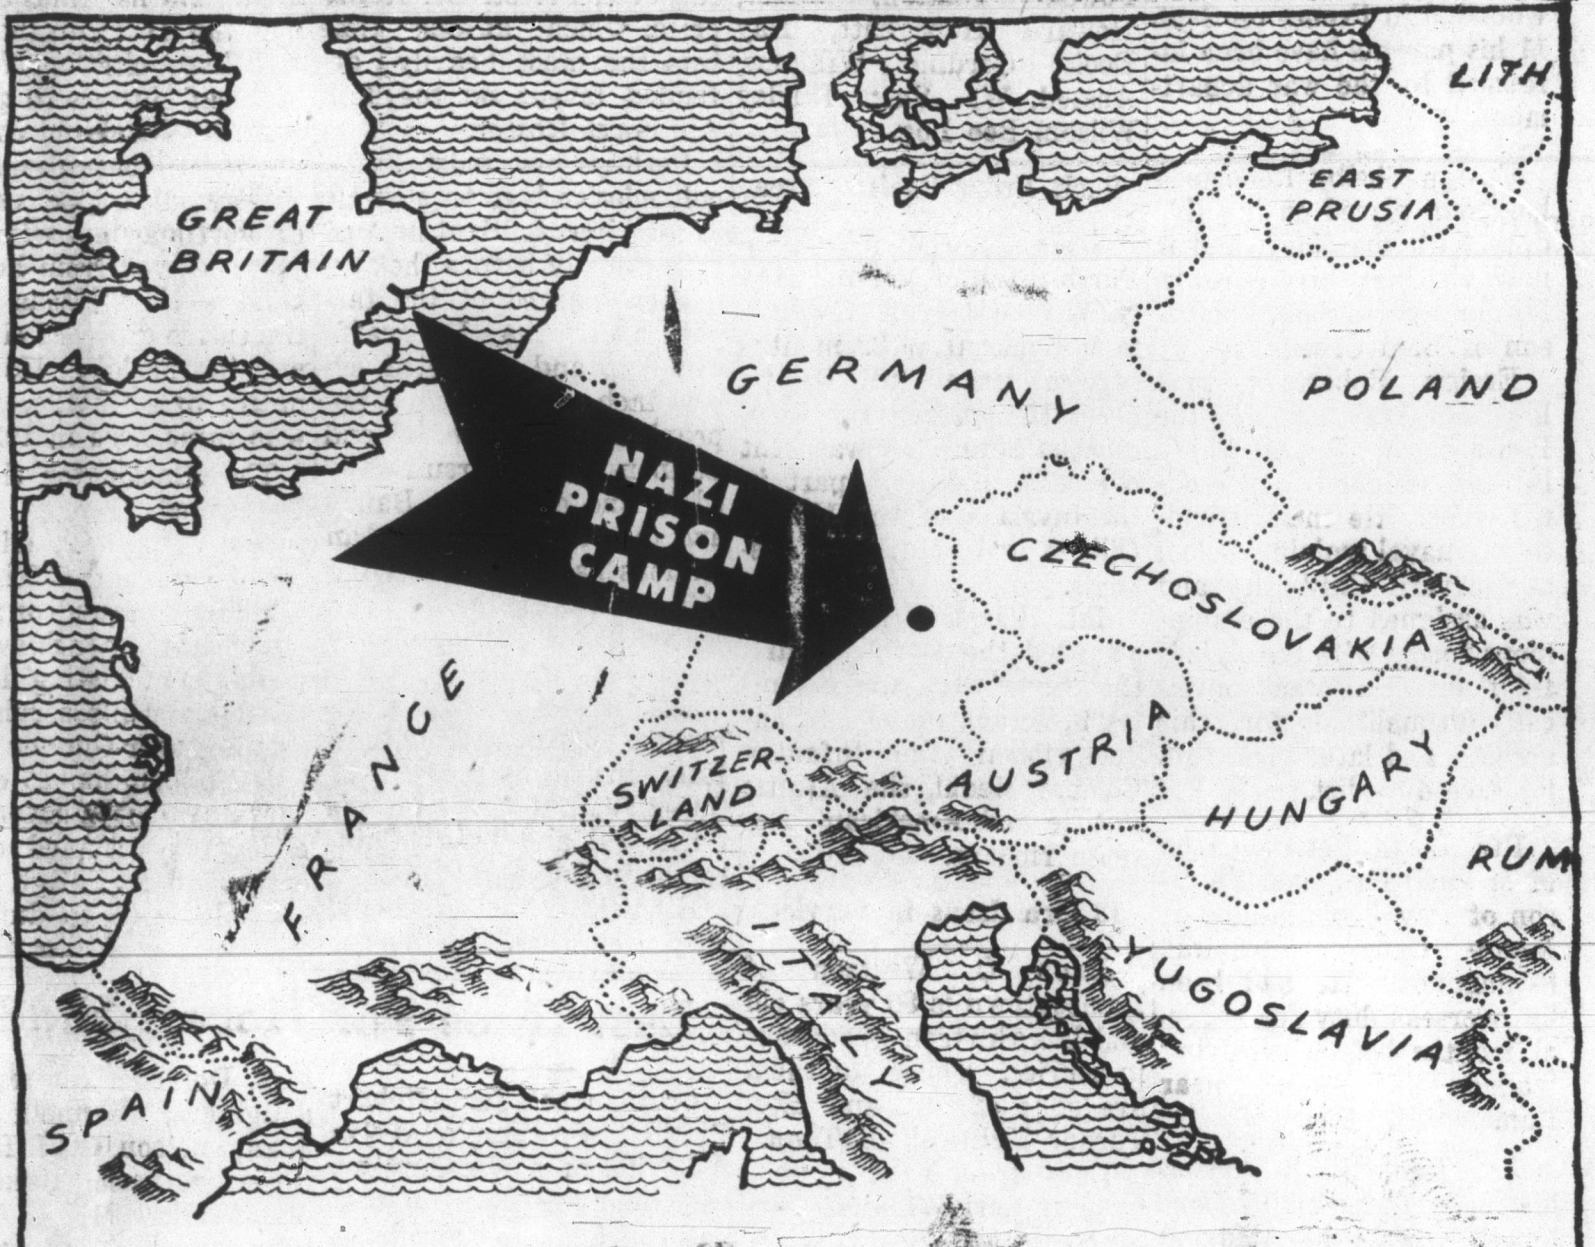 LITH
EAST
PRUSIA
GREAT
BRITAIN
GERMANY
POLAND
NAZI
PRISON
CAMP
CZECHOSLOVAKIA
FRANCE
SWITZER-
LAND
AUSTRIA
HUNGARY
RUM
ITALY
YUGOSLAVIA
SPAIN